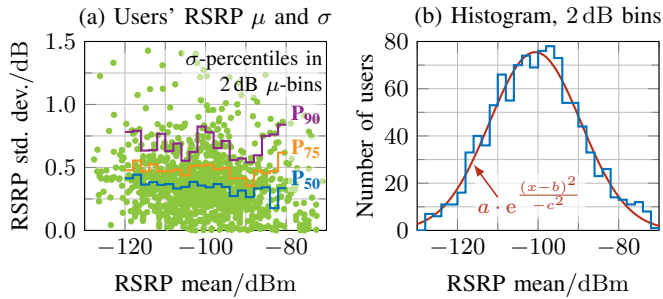 (a) Users' RSRP μ and σ
RSRP std. dev./dB
1.5
1.0
0.5
0.0
σ-percentiles in
2 dB μ-bins
P90
P75
P50
−120 −100 −80
RSRP mean/dBm
(b) Histogram, 2 dB bins
Number of users
80
60
40
20
0
a · e^((x−b)²/−c²)
−120 −100 −80
RSRP mean/dBm